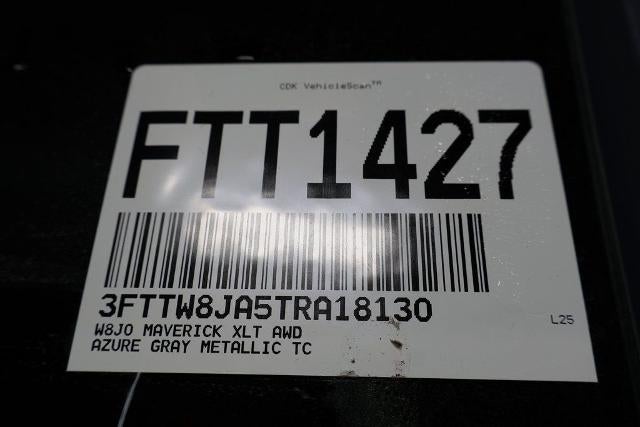 CDK VehicleScan™
FTT1427
3FTTW8JA5TRA18130
L25
W8J0 MAVERICK XLT AWD
AZURE GRAY METALLIC TC